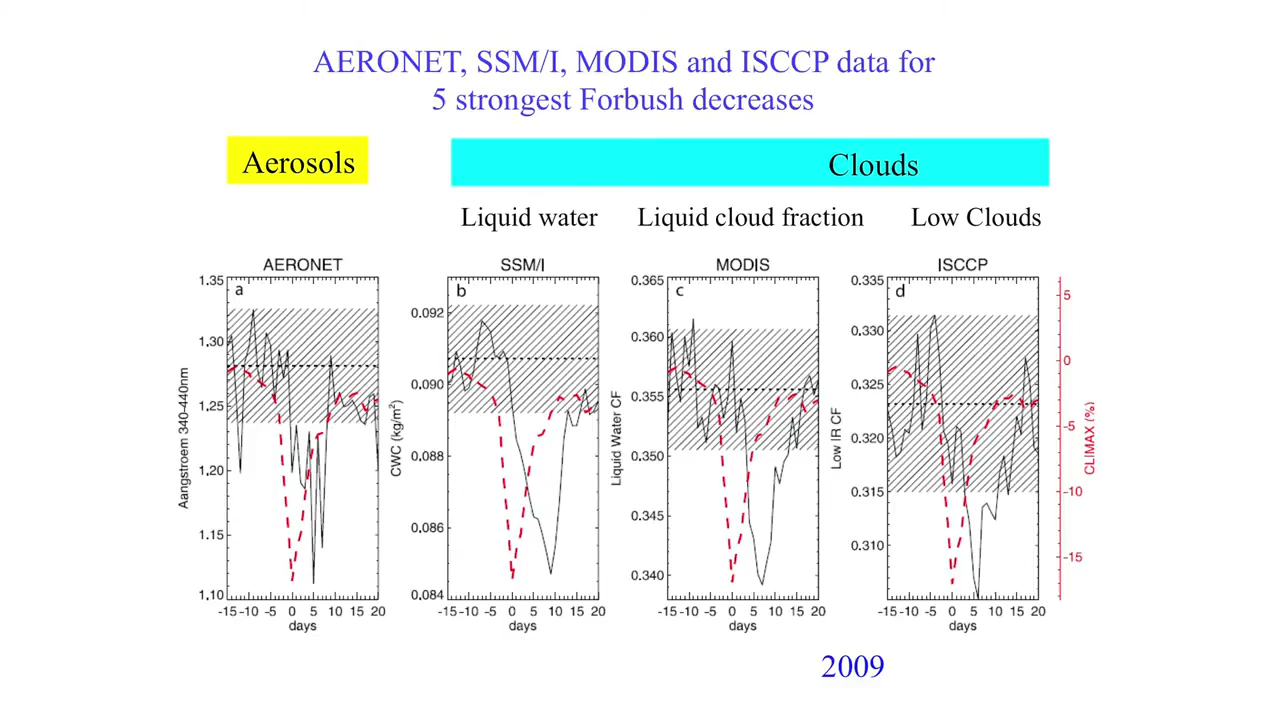 AERONET, SSM/I, MODIS and ISCCP data for
5 strongest Forbush decreases
Aerosols
Clouds
Liquid water
Liquid cloud fraction
Low Clouds
AERONET
a
Aangstroem 340-440nm
1.35
1.30
1.25
1.20
1.15
1.10
-15 -10 -5 0 5 10 15 20
days
SSM/I
b
CWC (kg/m²)
0.092
0.090
0.088
0.086
0.084
-15 -10 -5 0 5 10 15 20
days
MODIS
c
Liquid Water CF
0.365
0.360
0.355
0.350
0.345
0.340
-15 -10 -5 0 5 10 15 20
days
ISCCP
d
Low IR CF
0.335
0.330
0.325
0.320
0.315
0.310
-15 -10 -5 0 5 10 15 20
days
5
0
-5
-10
-15
CLIMAX (%)
2009